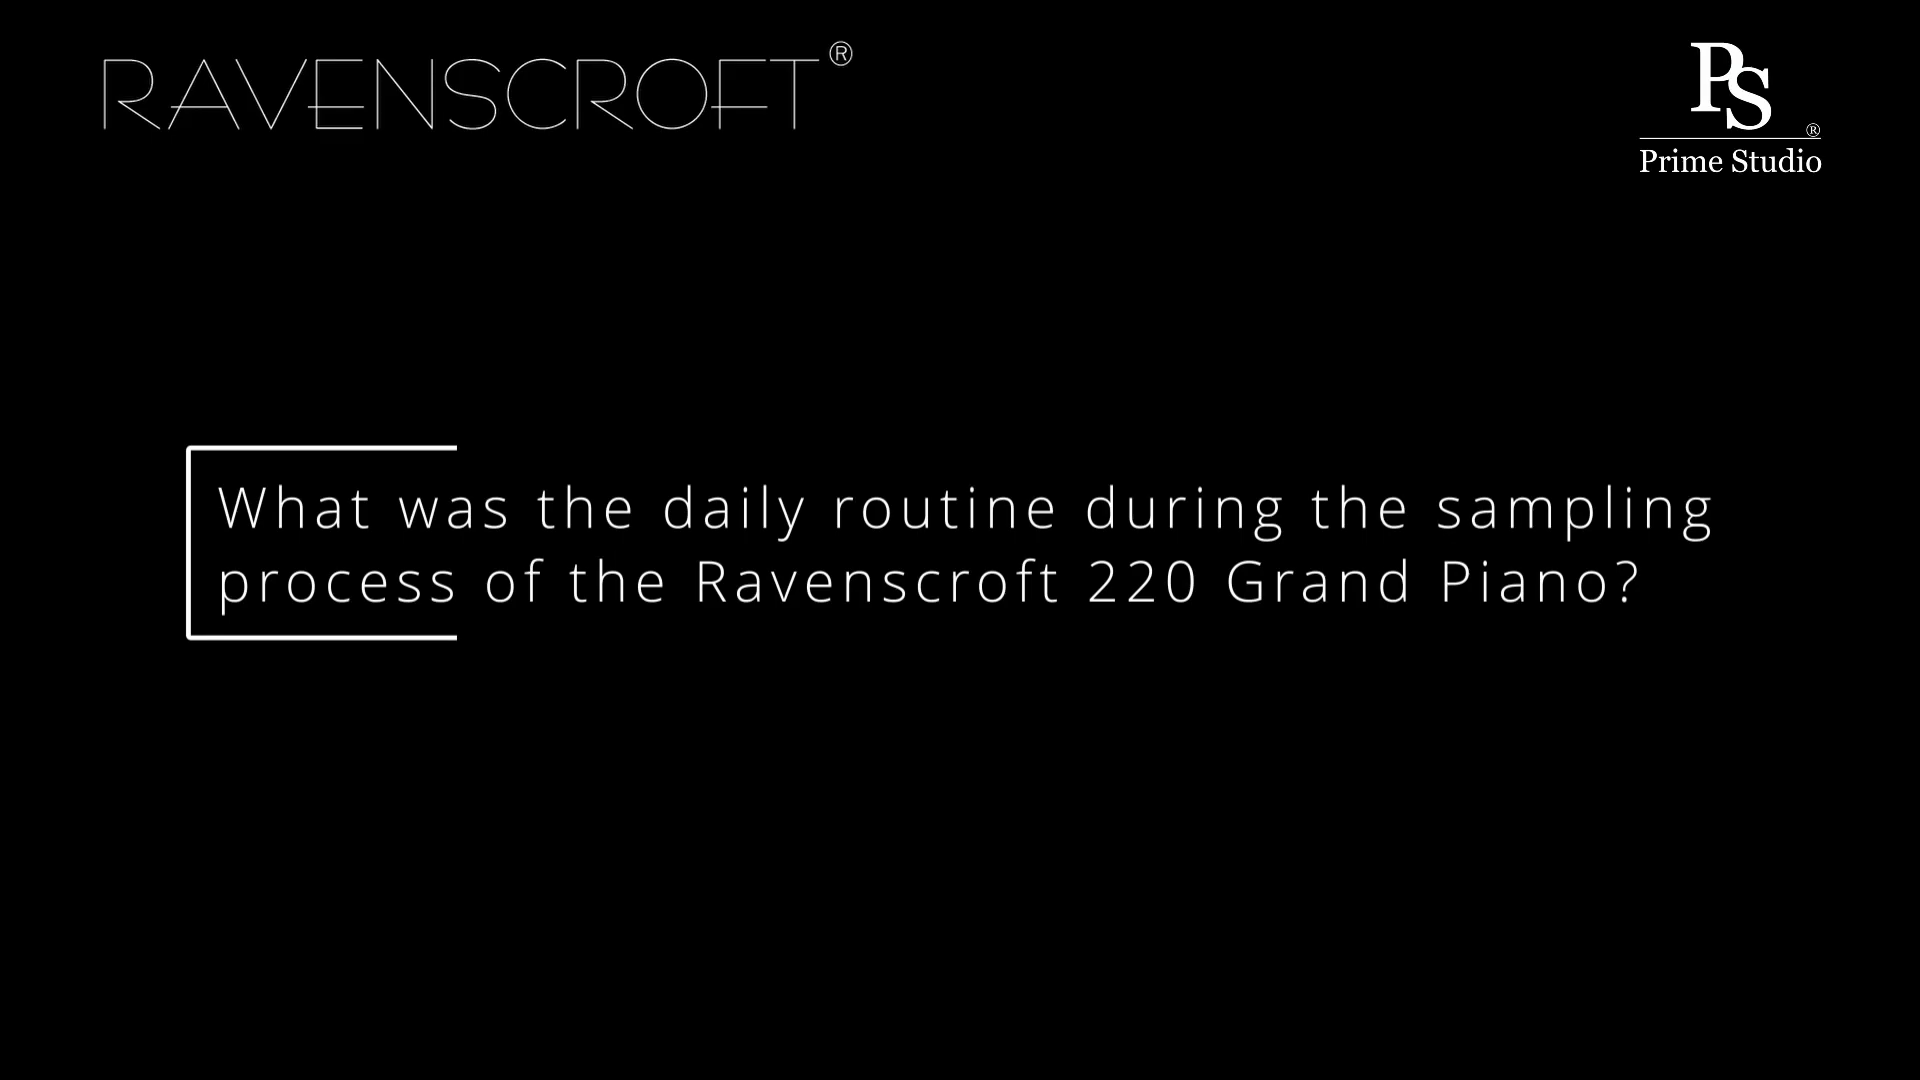 RAVENSCROFT®
PS®
Prime Studio
What was the daily routine during the sampling
process of the Ravenscroft 220 Grand Piano?